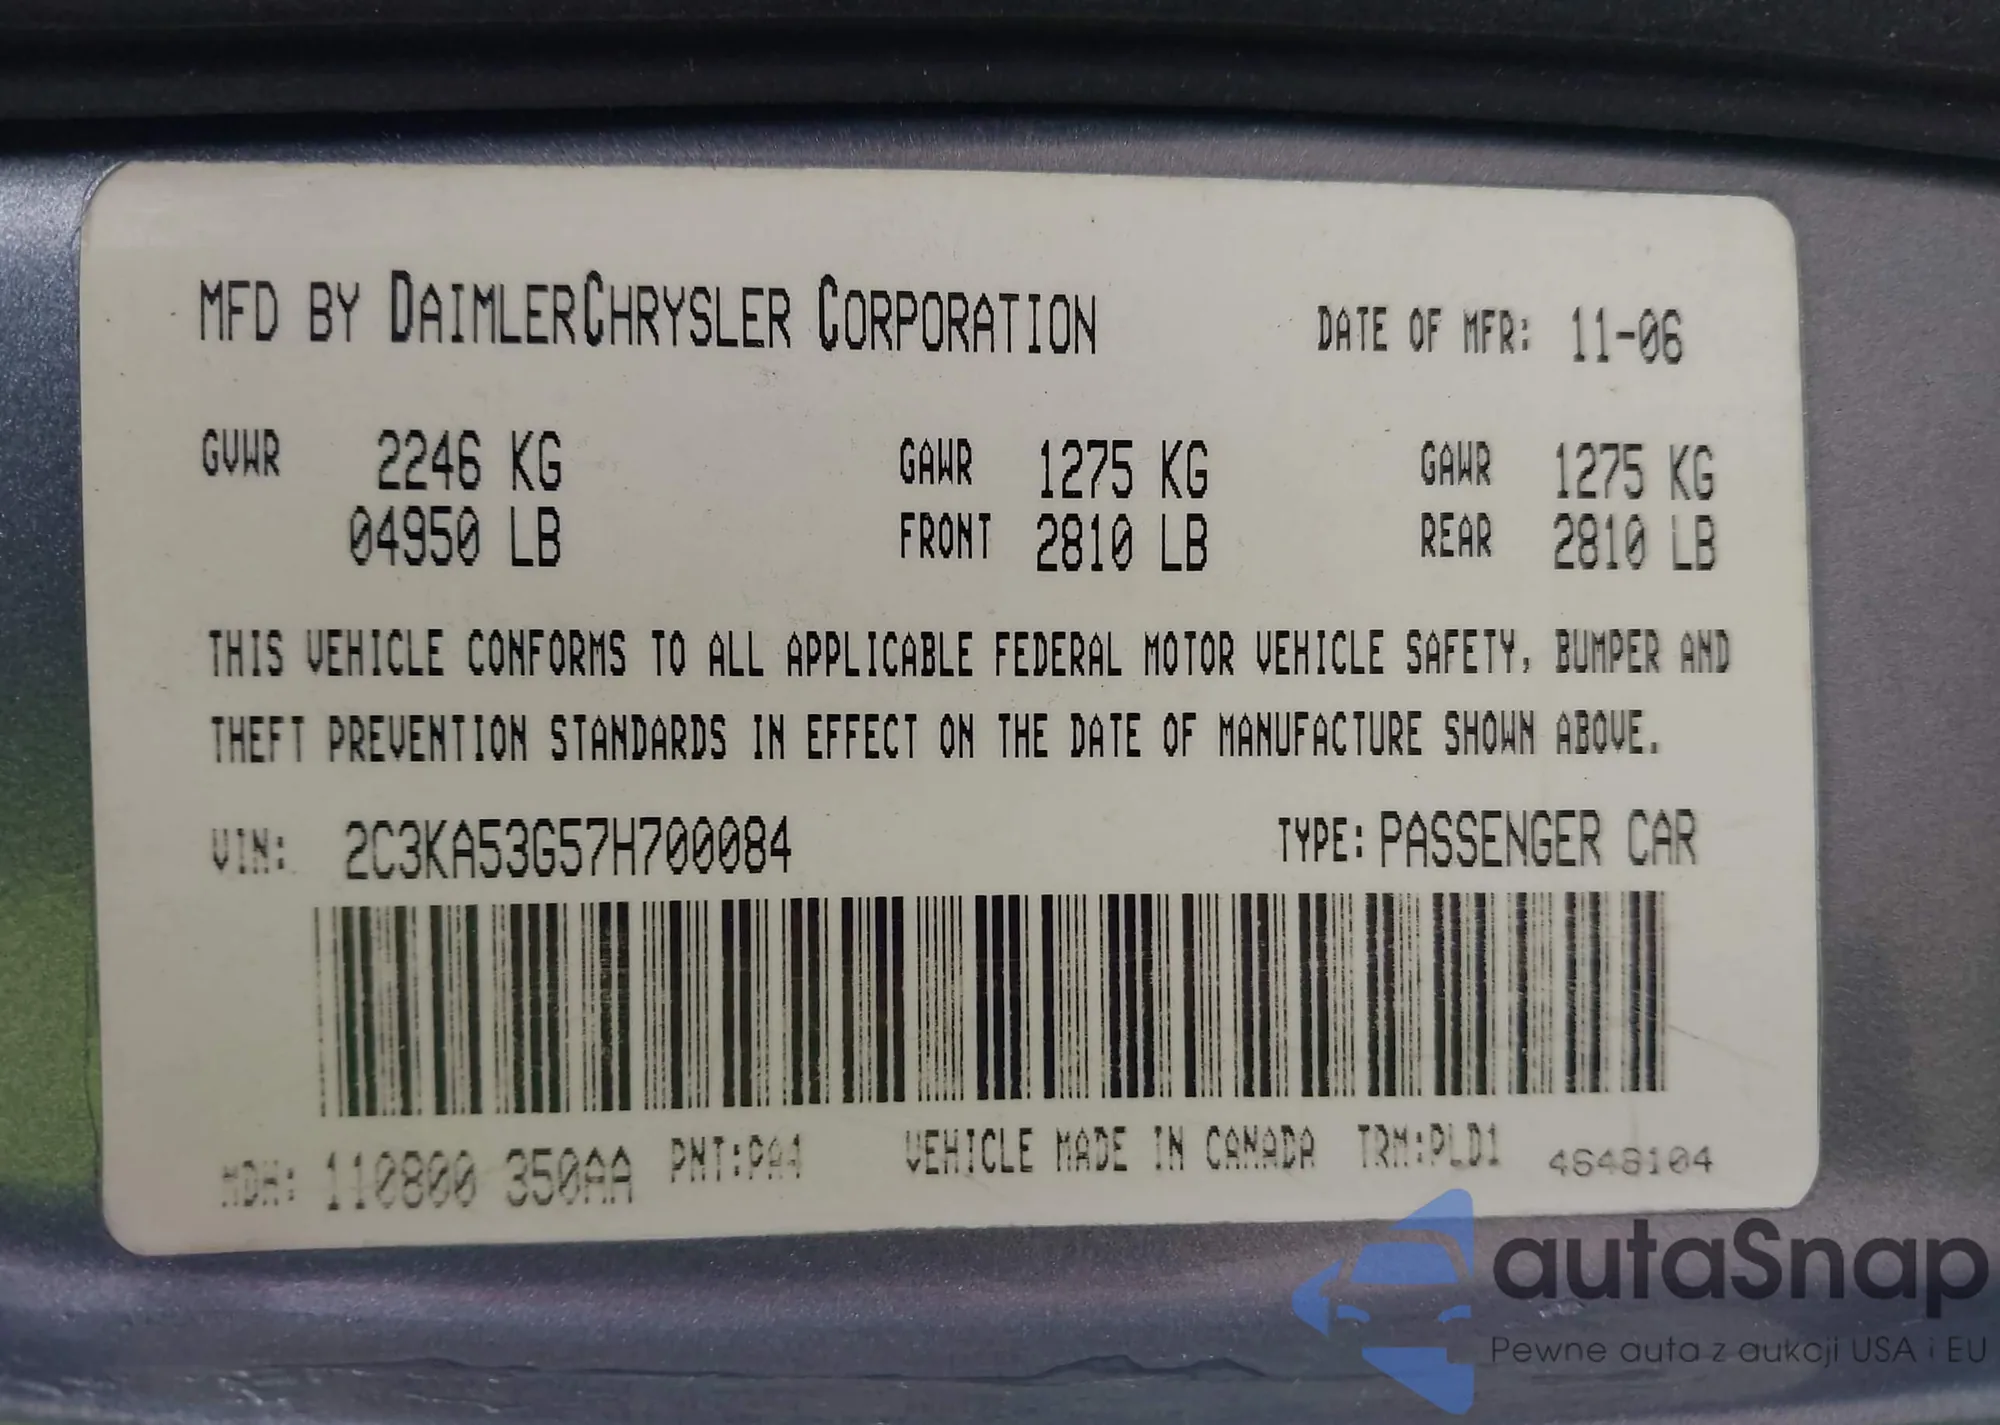 MFD BY DAIMLERCHRYSLER CORPORATION DATE OF MFR: 11-06
GVWR 2246 KG GAWR 1275 KG GAWR 1275 KG
04950 LB FRONT 2810 LB REAR 2810 LB
THIS VEHICLE CONFORMS TO ALL APPLICABLE FEDERAL MOTOR VEHICLE SAFETY, BUMPER AND
THEFT PREVENTION STANDARDS IN EFFECT ON THE DATE OF MANUFACTURE SHOWN ABOVE.
VIN: 2C3KA53G57H700084 TYPE: PASSENGER CAR
MDH: 110800 350AA PNT:PA4 VEHICLE MADE IN CANADA TRM:PLD1 4648104
autaSnap
Pewne auta z aukcji USA i EU